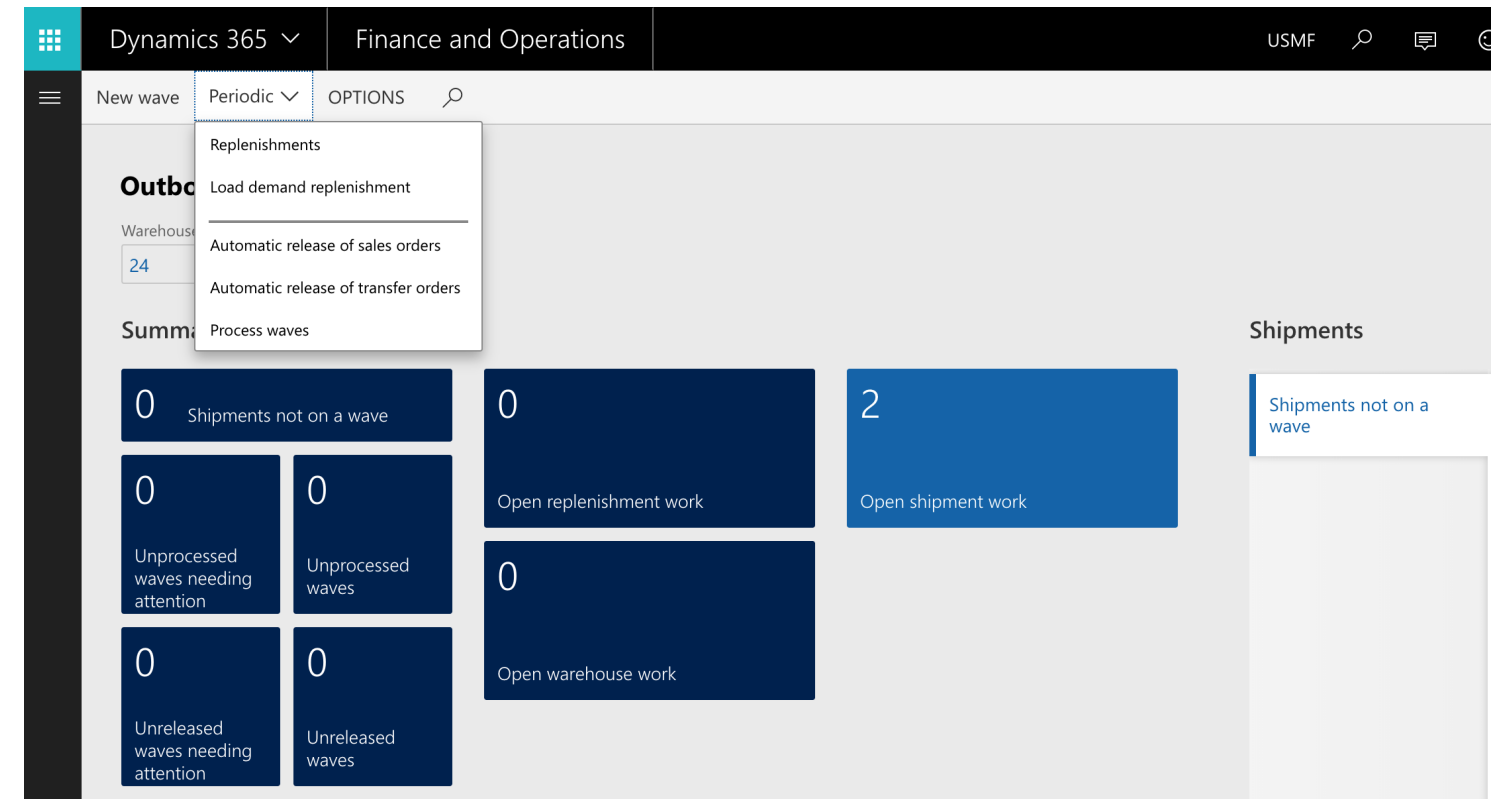 Dynamics 365
Finance and Operations
USMF
New wave
Periodic
OPTIONS
Replenishments
Load demand replenishment
Automatic release of sales orders
Automatic release of transfer orders
Process waves
Outbo
Warehouse
24
Summa
Shipments
0
Shipments not on a wave
0
Unprocessed
waves needing
attention
0
Unprocessed
waves
0
Unreleased
waves needing
attention
0
Unreleased
waves
0
Open replenishment work
0
Open warehouse work
2
Open shipment work
Shipments not on a
wave